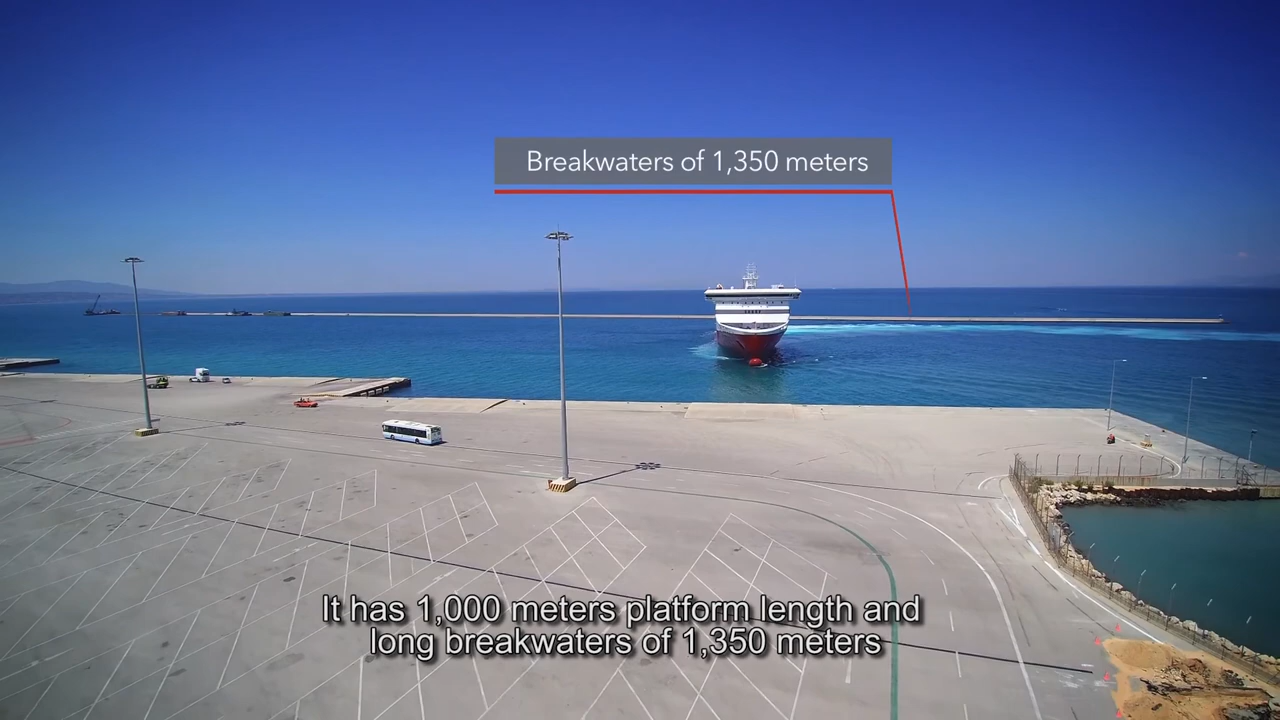 Breakwaters of 1,350 meters
It has 1,000 meters platform length and
long breakwaters of 1,350 meters